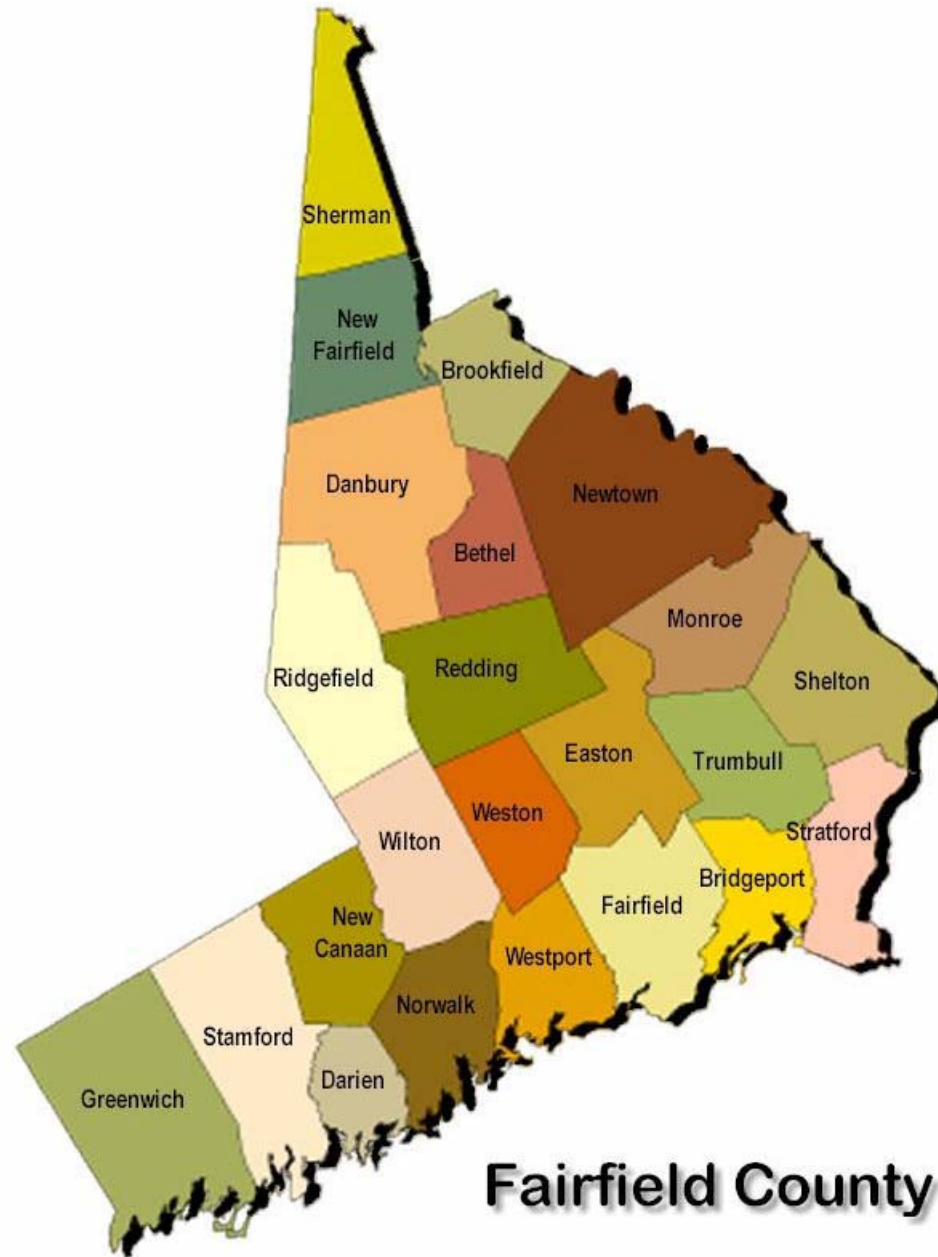 Sherman
New
Fairfield
Brookfield
Danbury
Newtown
Bethel
Monroe
Ridgefield
Redding
Shelton
Easton
Trumbull
Weston
Wilton
Stratford
Bridgeport
Fairfield
New
Canaan
Westport
Norwalk
Stamford
Darien
Greenwich
Fairfield County